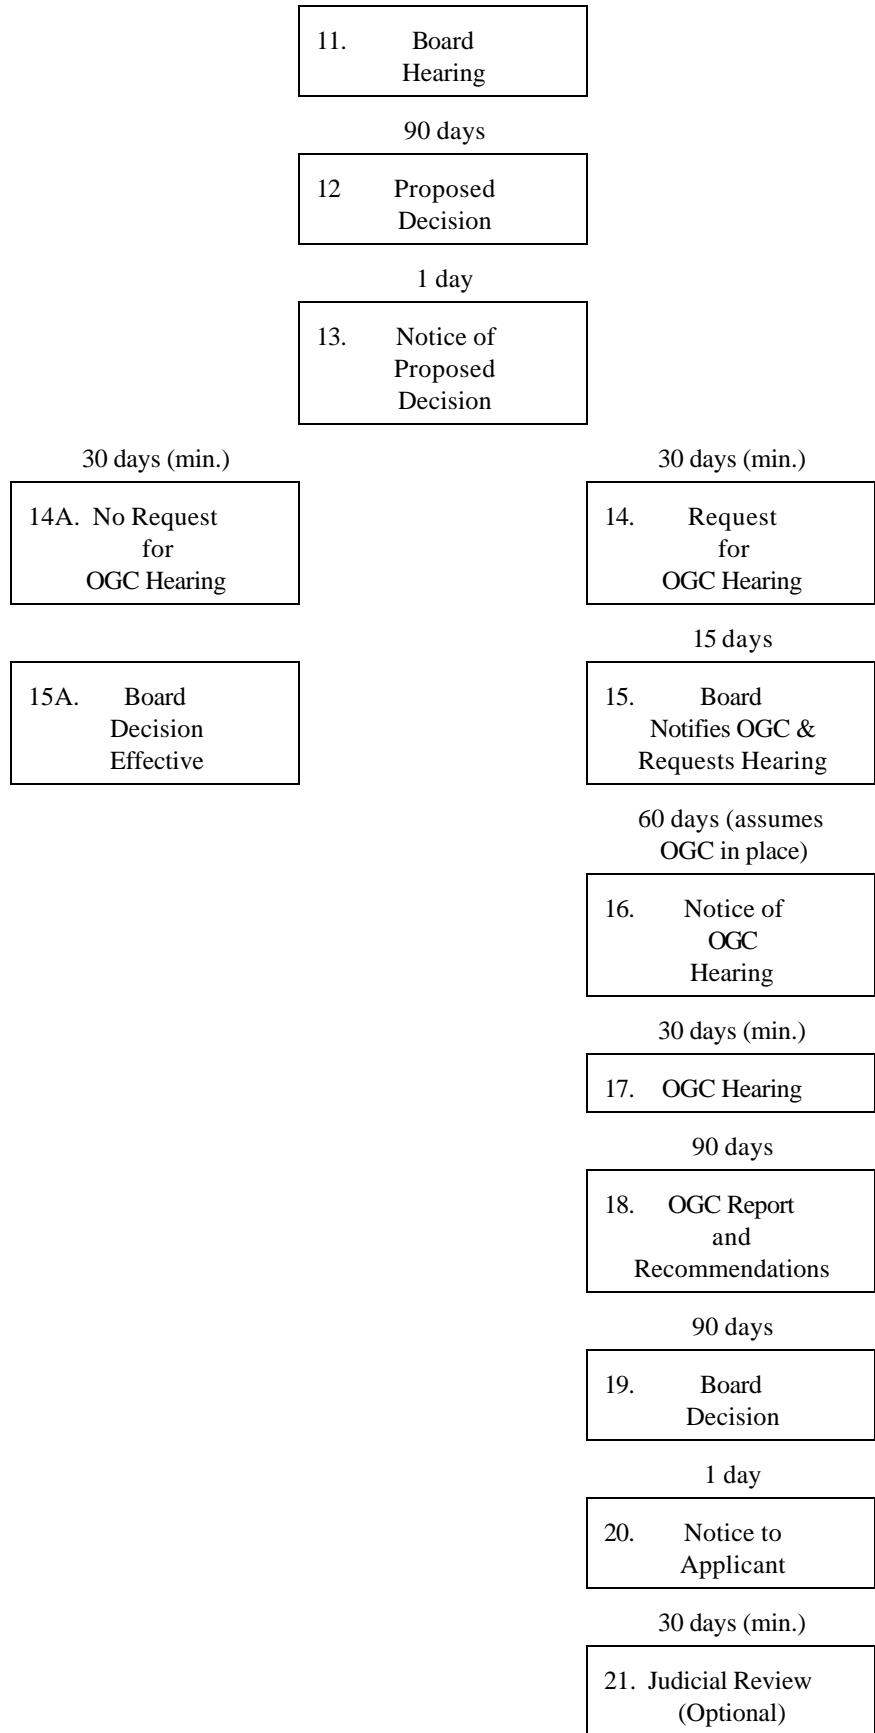 11. Board
Hearing
90 days
12 Proposed
Decision
1 day
13. Notice of
Proposed
Decision
30 days (min.)
14A. No Request
for
OGC Hearing
15A. Board
Decision
Effective
30 days (min.)
14. Request
for
OGC Hearing
15 days
15. Board
Notifies OGC &
Requests Hearing
60 days (assumes
OGC in place)
16. Notice of
OGC
Hearing
30 days (min.)
17. OGC Hearing
90 days
18. OGC Report
and
Recommendations
90 days
19. Board
Decision
1 day
20. Notice to
Applicant
30 days (min.)
21. Judicial Review
(Optional)